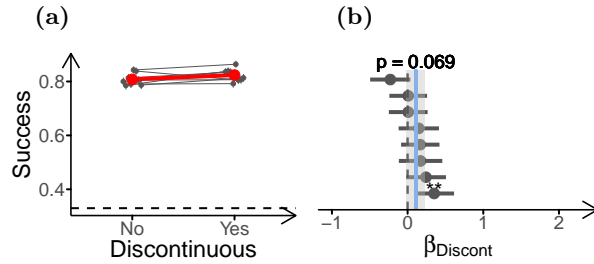 (a)
(b)
p = 0.069
Success
0.8
0.6
0.4
**
No Yes
-1 0 1 2
Discontinuous
βDiscont